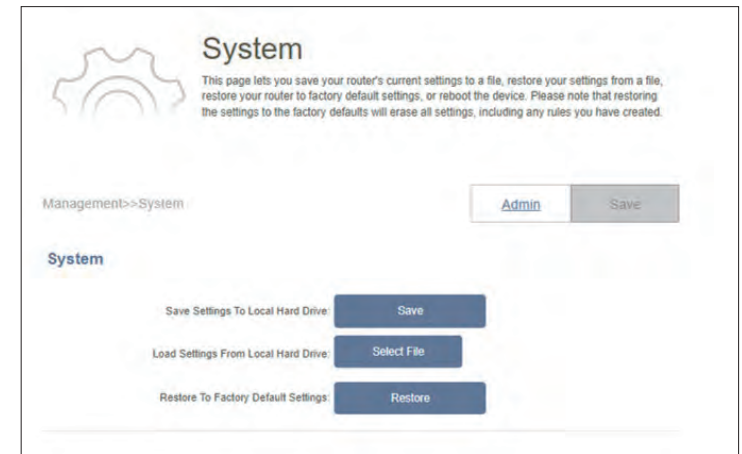 System
This page lets you save your router's current settings to a file, restore your settings from a file,
restore your router to factory default settings, or reboot the device. Please note that restoring
the settings to the factory defaults will erase all settings, including any rules you have created.
Management>>System
Admin
Save
System
Save Settings To Local Hard Drive: Save
Load Settings From Local Hard Drive: Select File
Restore To Factory Default Settings: Restore